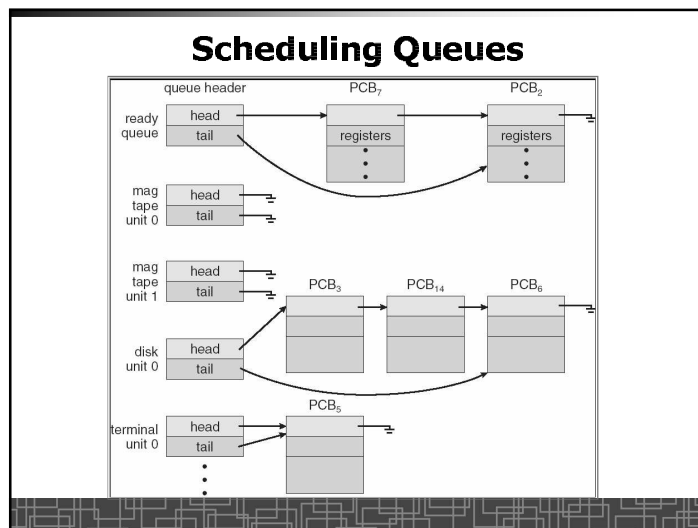 Scheduling Queues
queue header PCB7 PCB2
ready
queue
head
tail
registers
registers
mag
tape
unit 0
head
tail
mag
tape
unit 1
head
tail
PCB3 PCB14 PCB6
disk
unit 0
head
tail
PCB5
terminal
unit 0
head
tail